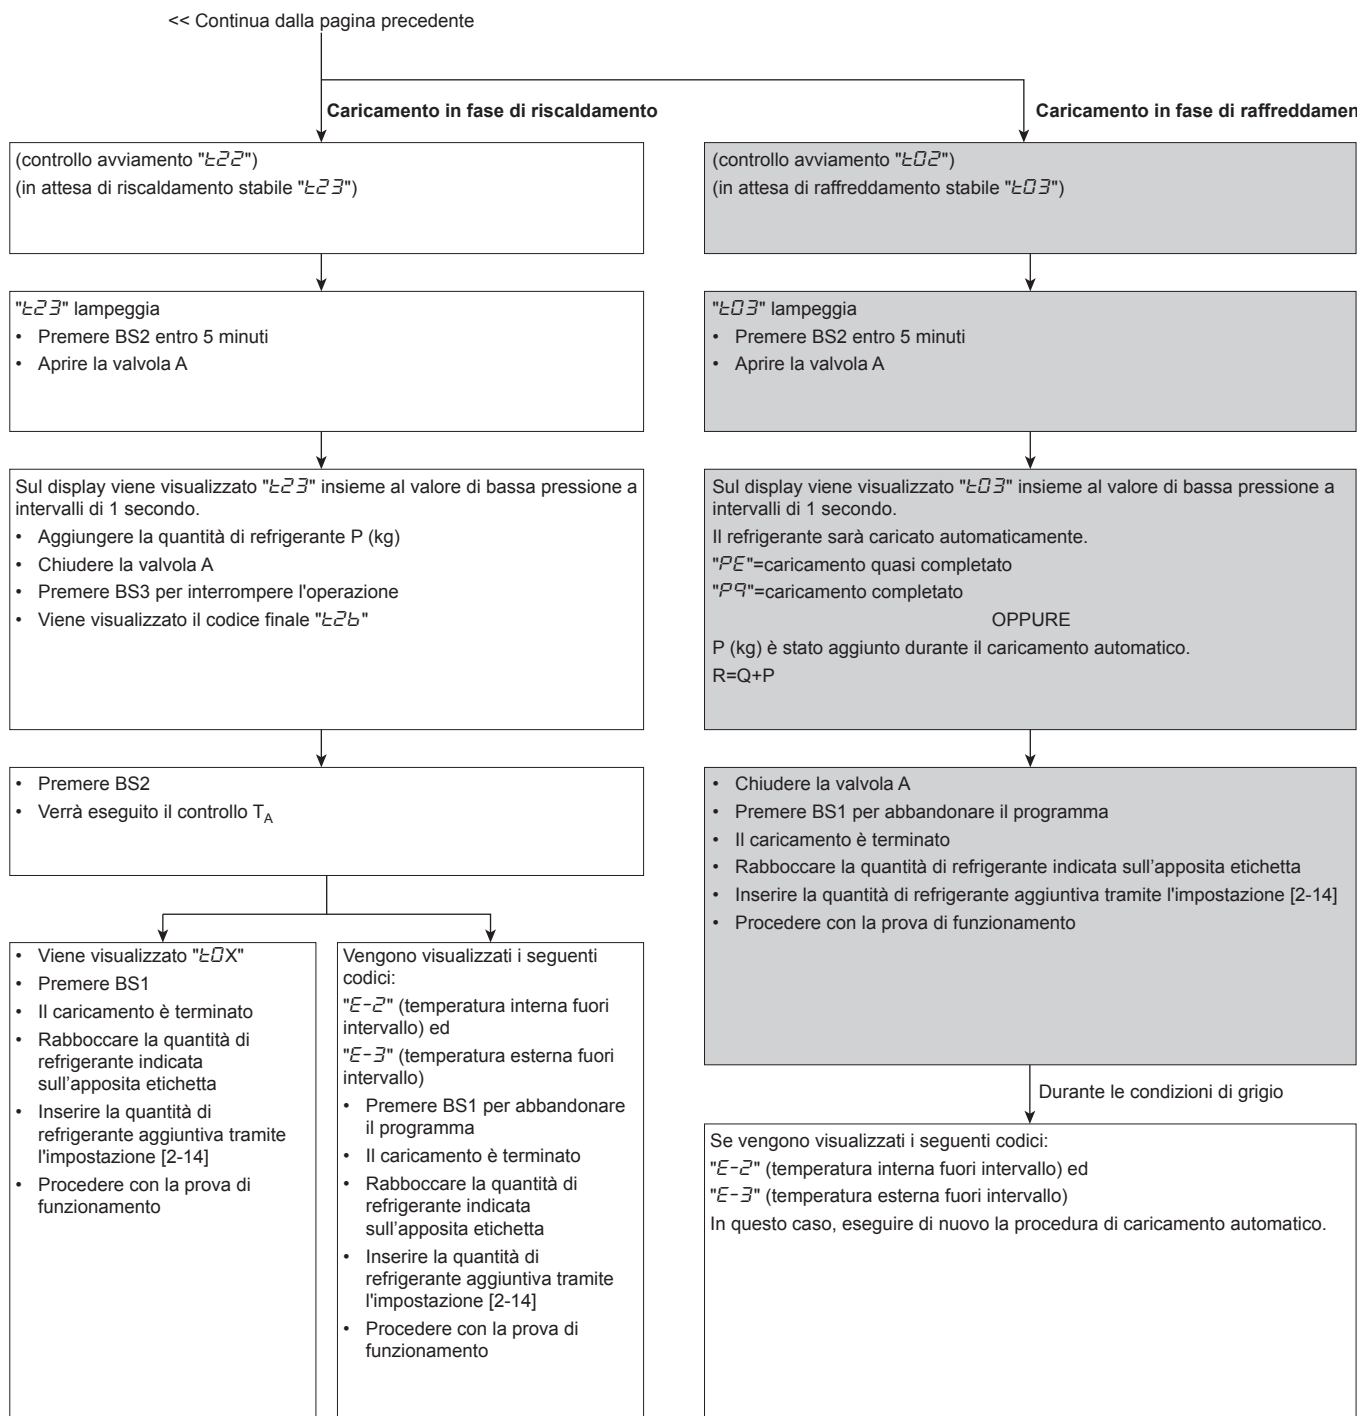 << Continua dalla pagina precedente
Caricamento in fase di riscaldamento
(controllo avviamento "t22")
(in attesa di riscaldamento stabile "t23")
"t23" lampeggia
• Premere BS2 entro 5 minuti
• Aprire la valvola A
Sul display viene visualizzato "t23" insieme al valore di bassa pressione a
intervalli di 1 secondo.
• Aggiungere la quantità di refrigerante P (kg)
• Chiudere la valvola A
• Premere BS3 per interrompere l'operazione
• Viene visualizzato il codice finale "t26"
• Premere BS2
• Verrà eseguito il controllo TA
• Viene visualizzato "t0X"
• Premere BS1
• Il caricamento è terminato
• Rabboccare la quantità di
refrigerante indicata
sull’apposita etichetta
• Inserire la quantità di
refrigerante aggiuntiva tramite
l'impostazione [2-14]
• Procedere con la prova di
funzionamento
Vengono visualizzati i seguenti
codici:
"E-2" (temperatura interna fuori
intervallo) ed
"E-3" (temperatura esterna fuori
intervallo)
• Premere BS1 per abbandonare
il programma
• Il caricamento è terminato
• Rabboccare la quantità di
refrigerante indicata
sull’apposita etichetta
• Inserire la quantità di
refrigerante aggiuntiva tramite
l'impostazione [2-14]
• Procedere con la prova di
funzionamento
Caricamento in fase di raffreddamen
(controllo avviamento "t02")
(in attesa di raffreddamento stabile "t03")
"t03" lampeggia
• Premere BS2 entro 5 minuti
• Aprire la valvola A
Sul display viene visualizzato "t03" insieme al valore di bassa pressione a
intervalli di 1 secondo.
Il refrigerante sarà caricato automaticamente.
"PE"=caricamento quasi completato
"P9"=caricamento completato
OPPURE
P (kg) è stato aggiunto durante il caricamento automatico.
R=Q+P
• Chiudere la valvola A
• Premere BS1 per abbandonare il programma
• Il caricamento è terminato
• Rabboccare la quantità di refrigerante indicata sull’apposita etichetta
• Inserire la quantità di refrigerante aggiuntiva tramite l'impostazione [2-14]
• Procedere con la prova di funzionamento
Durante le condizioni di grigio
Se vengono visualizzati i seguenti codici:
"E-2" (temperatura interna fuori intervallo) ed
"E-3" (temperatura esterna fuori intervallo)
In questo caso, eseguire di nuovo la procedura di caricamento automatico.